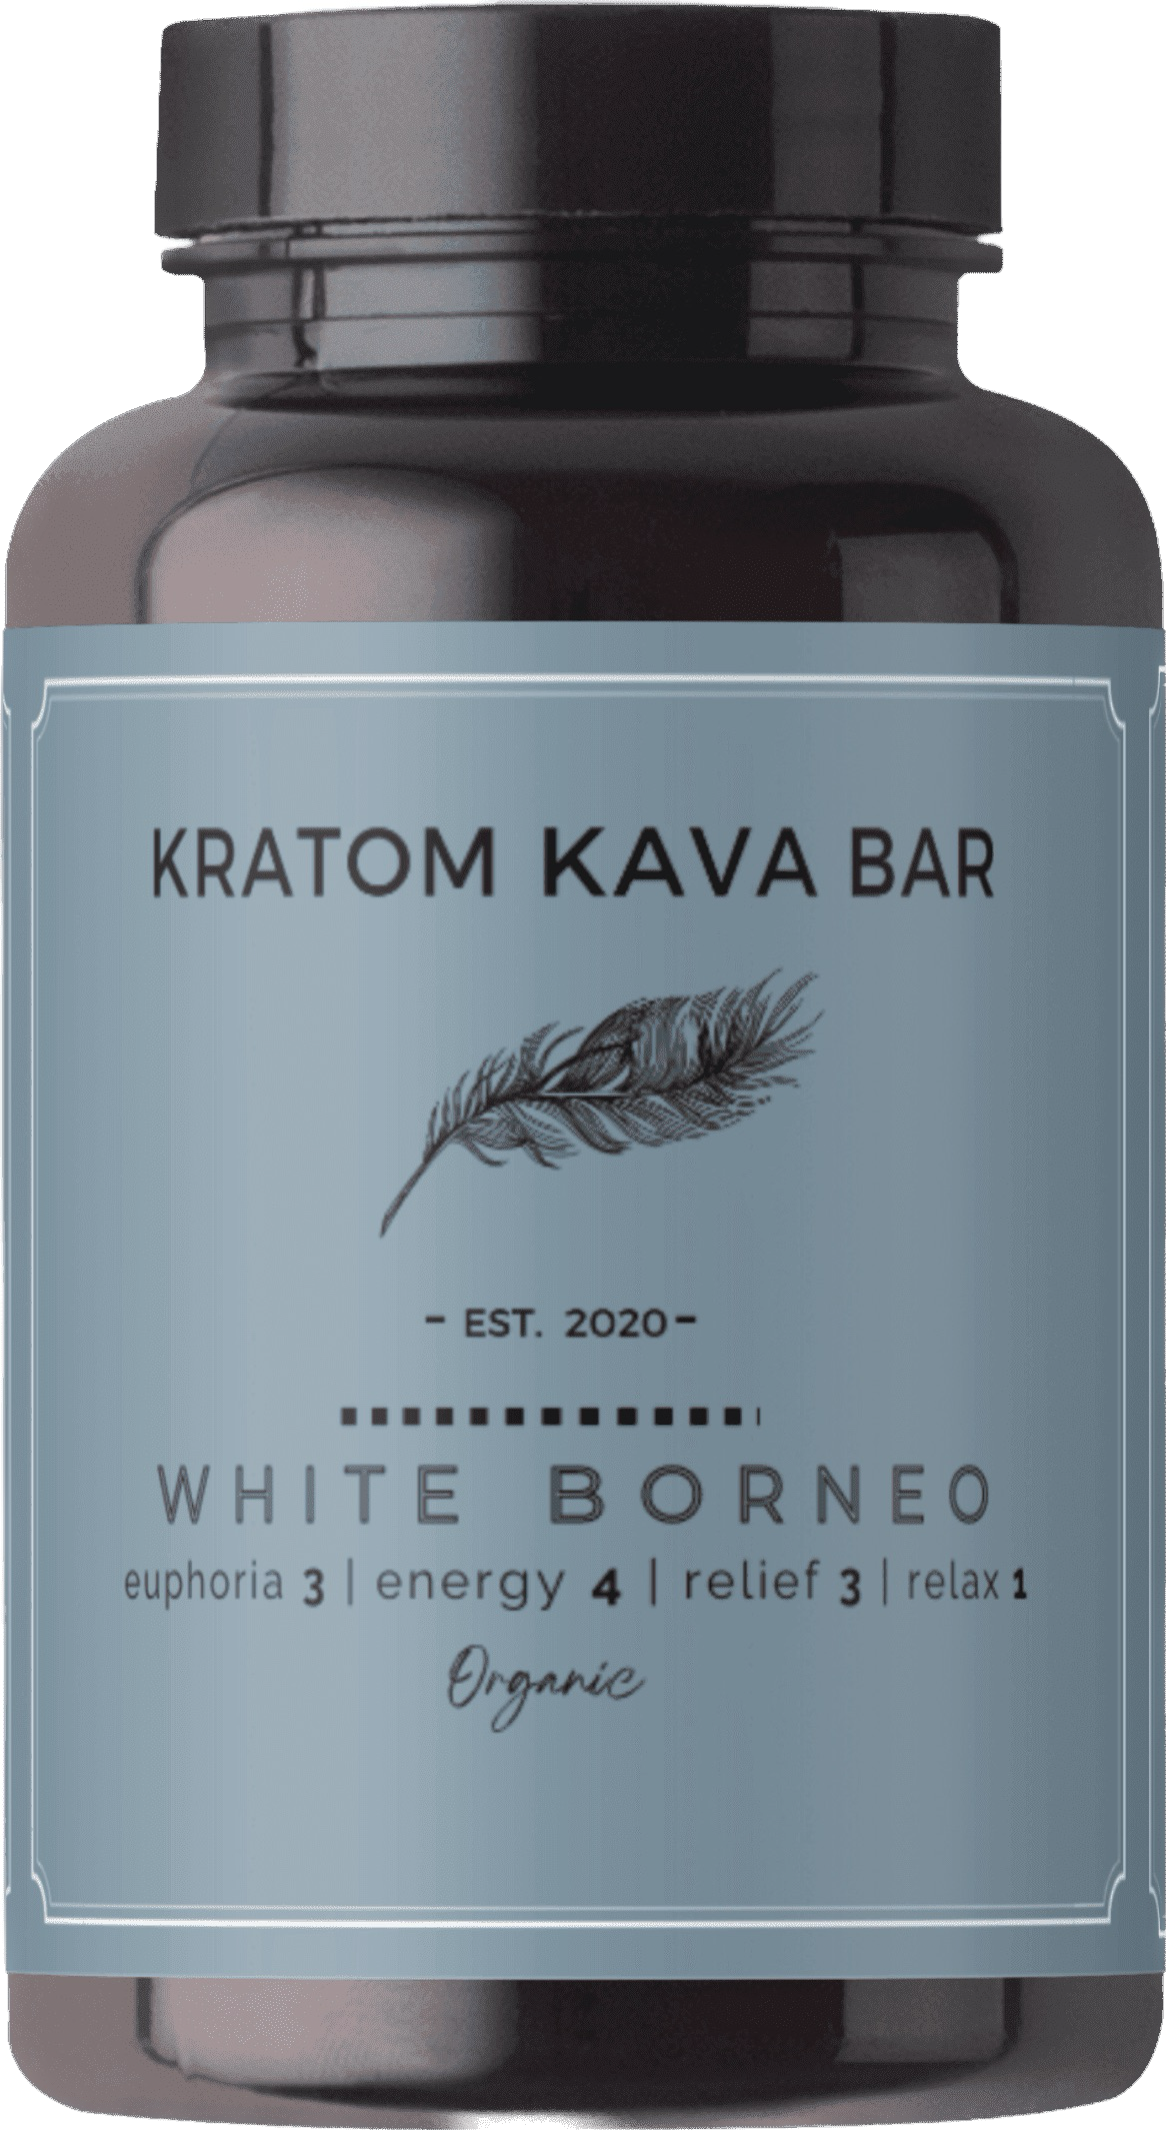 KRATOM KAVA BAR
- EST. 2020 -
WHITE BORNEO
euphoria 3 | energy 4 | relief 3 | relax 1
Organic